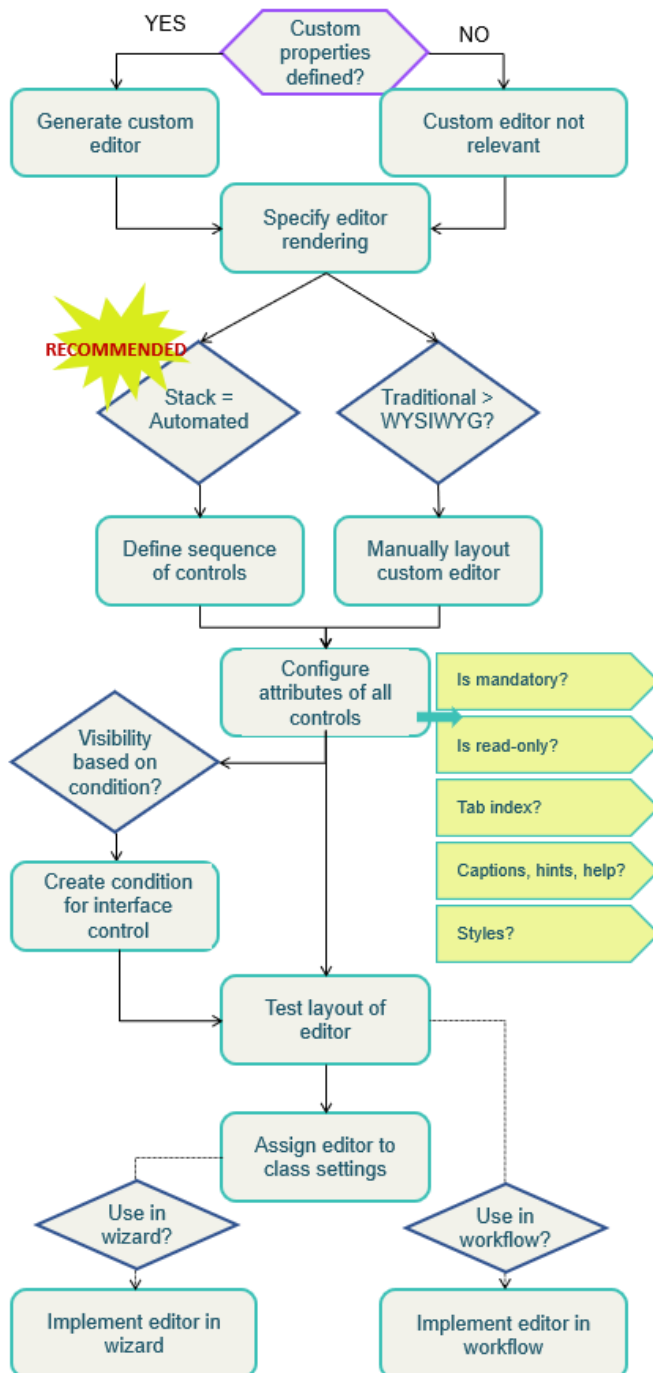 YES
Custom
properties
defined?
NO
Generate custom
editor
Custom editor not
relevant
Specify editor
rendering
RECOMMENDED
Stack =
Automated
Traditional >
WYSIWYG?
Define sequence
of controls
Manually layout
custom editor
Configure
attributes of all
controls
Is mandatory?
Is read-only?
Tab index?
Captions, hints, help?
Styles?
Visibility
based on
condition?
Create condition
for interface
control
Test layout of
editor
Assign editor to
class settings
Use in
wizard?
Use in
workflow?
Implement editor in
wizard
Implement editor in
workflow